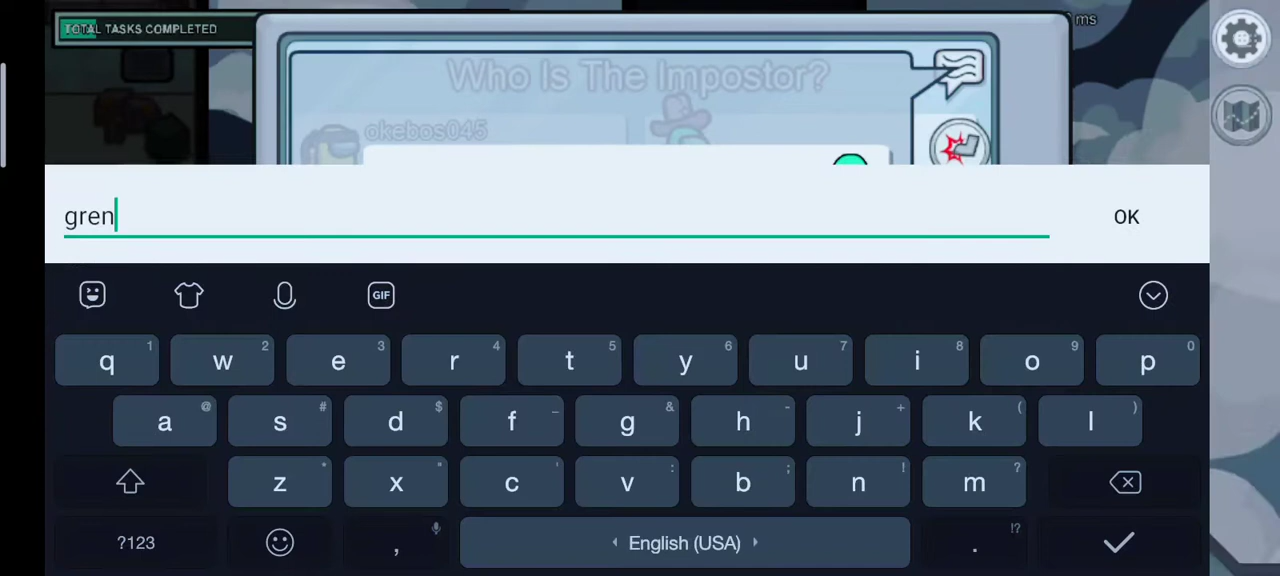 TOTAL TASKS COMPLETED
ms
Who Is The Impostor?
okebos045
gren
OK
GIF
q 1 w 2 e 3 r 4 t 5 y 6 u 7 i 8 o 9 p 0
a @ s # d $ f _ g & h - j + k ( l )
z * x " c ' v : b ; n ! m ?
?123 , English (USA) . !?